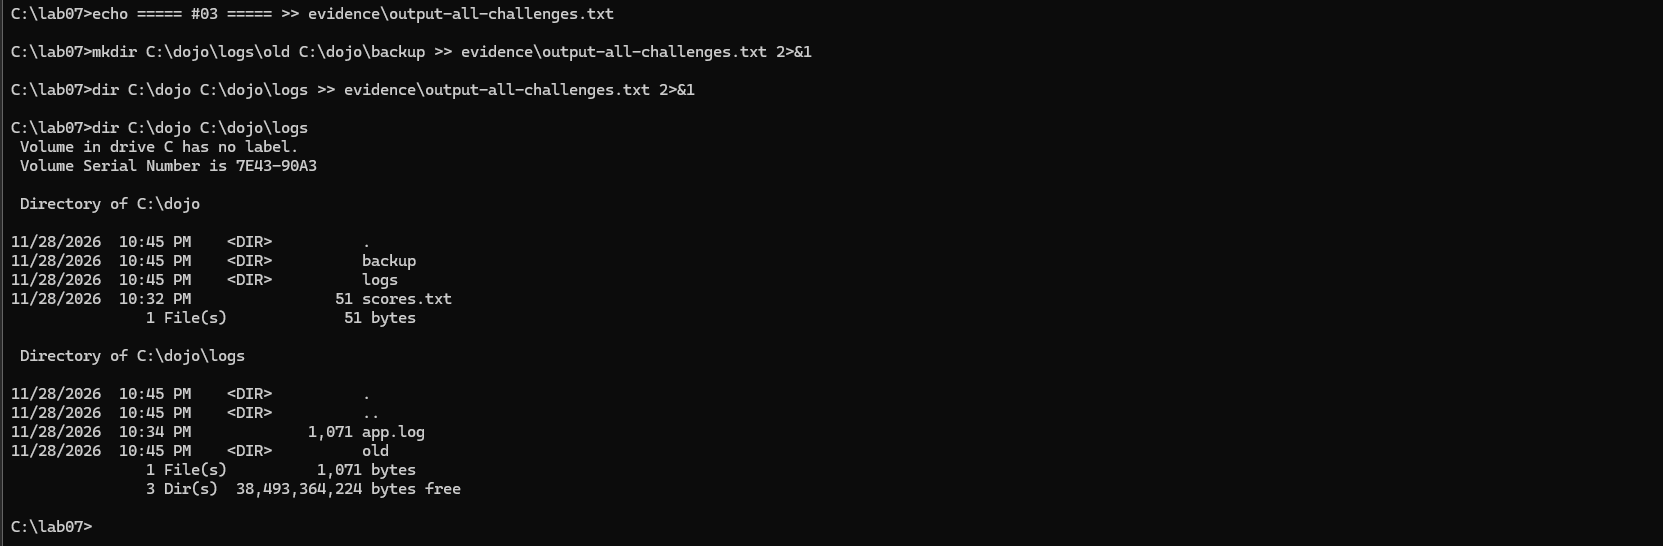 C:\lab07>echo ===== #03 ===== >> evidence\output-all-challenges.txt
C:\lab07>mkdir C:\dojo\logs\old C:\dojo\backup >> evidence\output-all-challenges.txt 2>&1
C:\lab07>dir C:\dojo C:\dojo\logs >> evidence\output-all-challenges.txt 2>&1
C:\lab07>dir C:\dojo C:\dojo\logs
 Volume in drive C has no label.
 Volume Serial Number is 7E43-90A3
 Directory of C:\dojo
11/28/2026  10:45 PM    <DIR>          .
11/28/2026  10:45 PM    <DIR>          backup
11/28/2026  10:45 PM    <DIR>          logs
11/28/2026  10:32 PM                51 scores.txt
               1 File(s)             51 bytes
 Directory of C:\dojo\logs
11/28/2026  10:45 PM    <DIR>          .
11/28/2026  10:45 PM    <DIR>          ..
11/28/2026  10:34 PM             1,071 app.log
11/28/2026  10:45 PM    <DIR>          old
               1 File(s)          1,071 bytes
               3 Dir(s)  38,493,364,224 bytes free
C:\lab07>